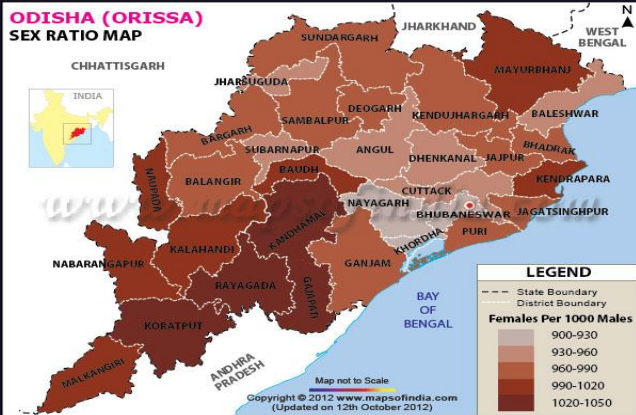 ODISHA (ORISSA)
SEX RATIO MAP
JHARKHAND
WEST
BENGAL
N
CHHATTISGARH
INDIA
SUNDARGARH
MAYURBHANJ
JHARSUGUDA
DEOGARH
KENDUJHARGARH
BALESHWAR
SAMBALPUR
BARGARH
SUBARNAPUR
ANGUL
DHENKANAL
JAJPUR
BHADRAK
NAUPADA
BALANGIR
BAUDH
CUTTACK
KENDRAPARA
www.mapsofindia.com
NAYAGARH
BHUBANESWAR
JAGATSINGHPUR
KANDHAMAL
KHORDHA
PURI
KALAHANDI
NABARANGAPUR
GANJAM
RAYAGADA
GAJAPATI
KORATPUT
MALKANGIRI
ANDHRA
PRADESH
BAY
OF
BENGAL
LEGEND
State Boundary
District Boundary
Females Per 1000 Males
900-930
930-960
960-990
990-1020
1020-1050
Map not to Scale
Copyright © 2012 www.mapsofindia.com
(Updated on 12th October 2012)